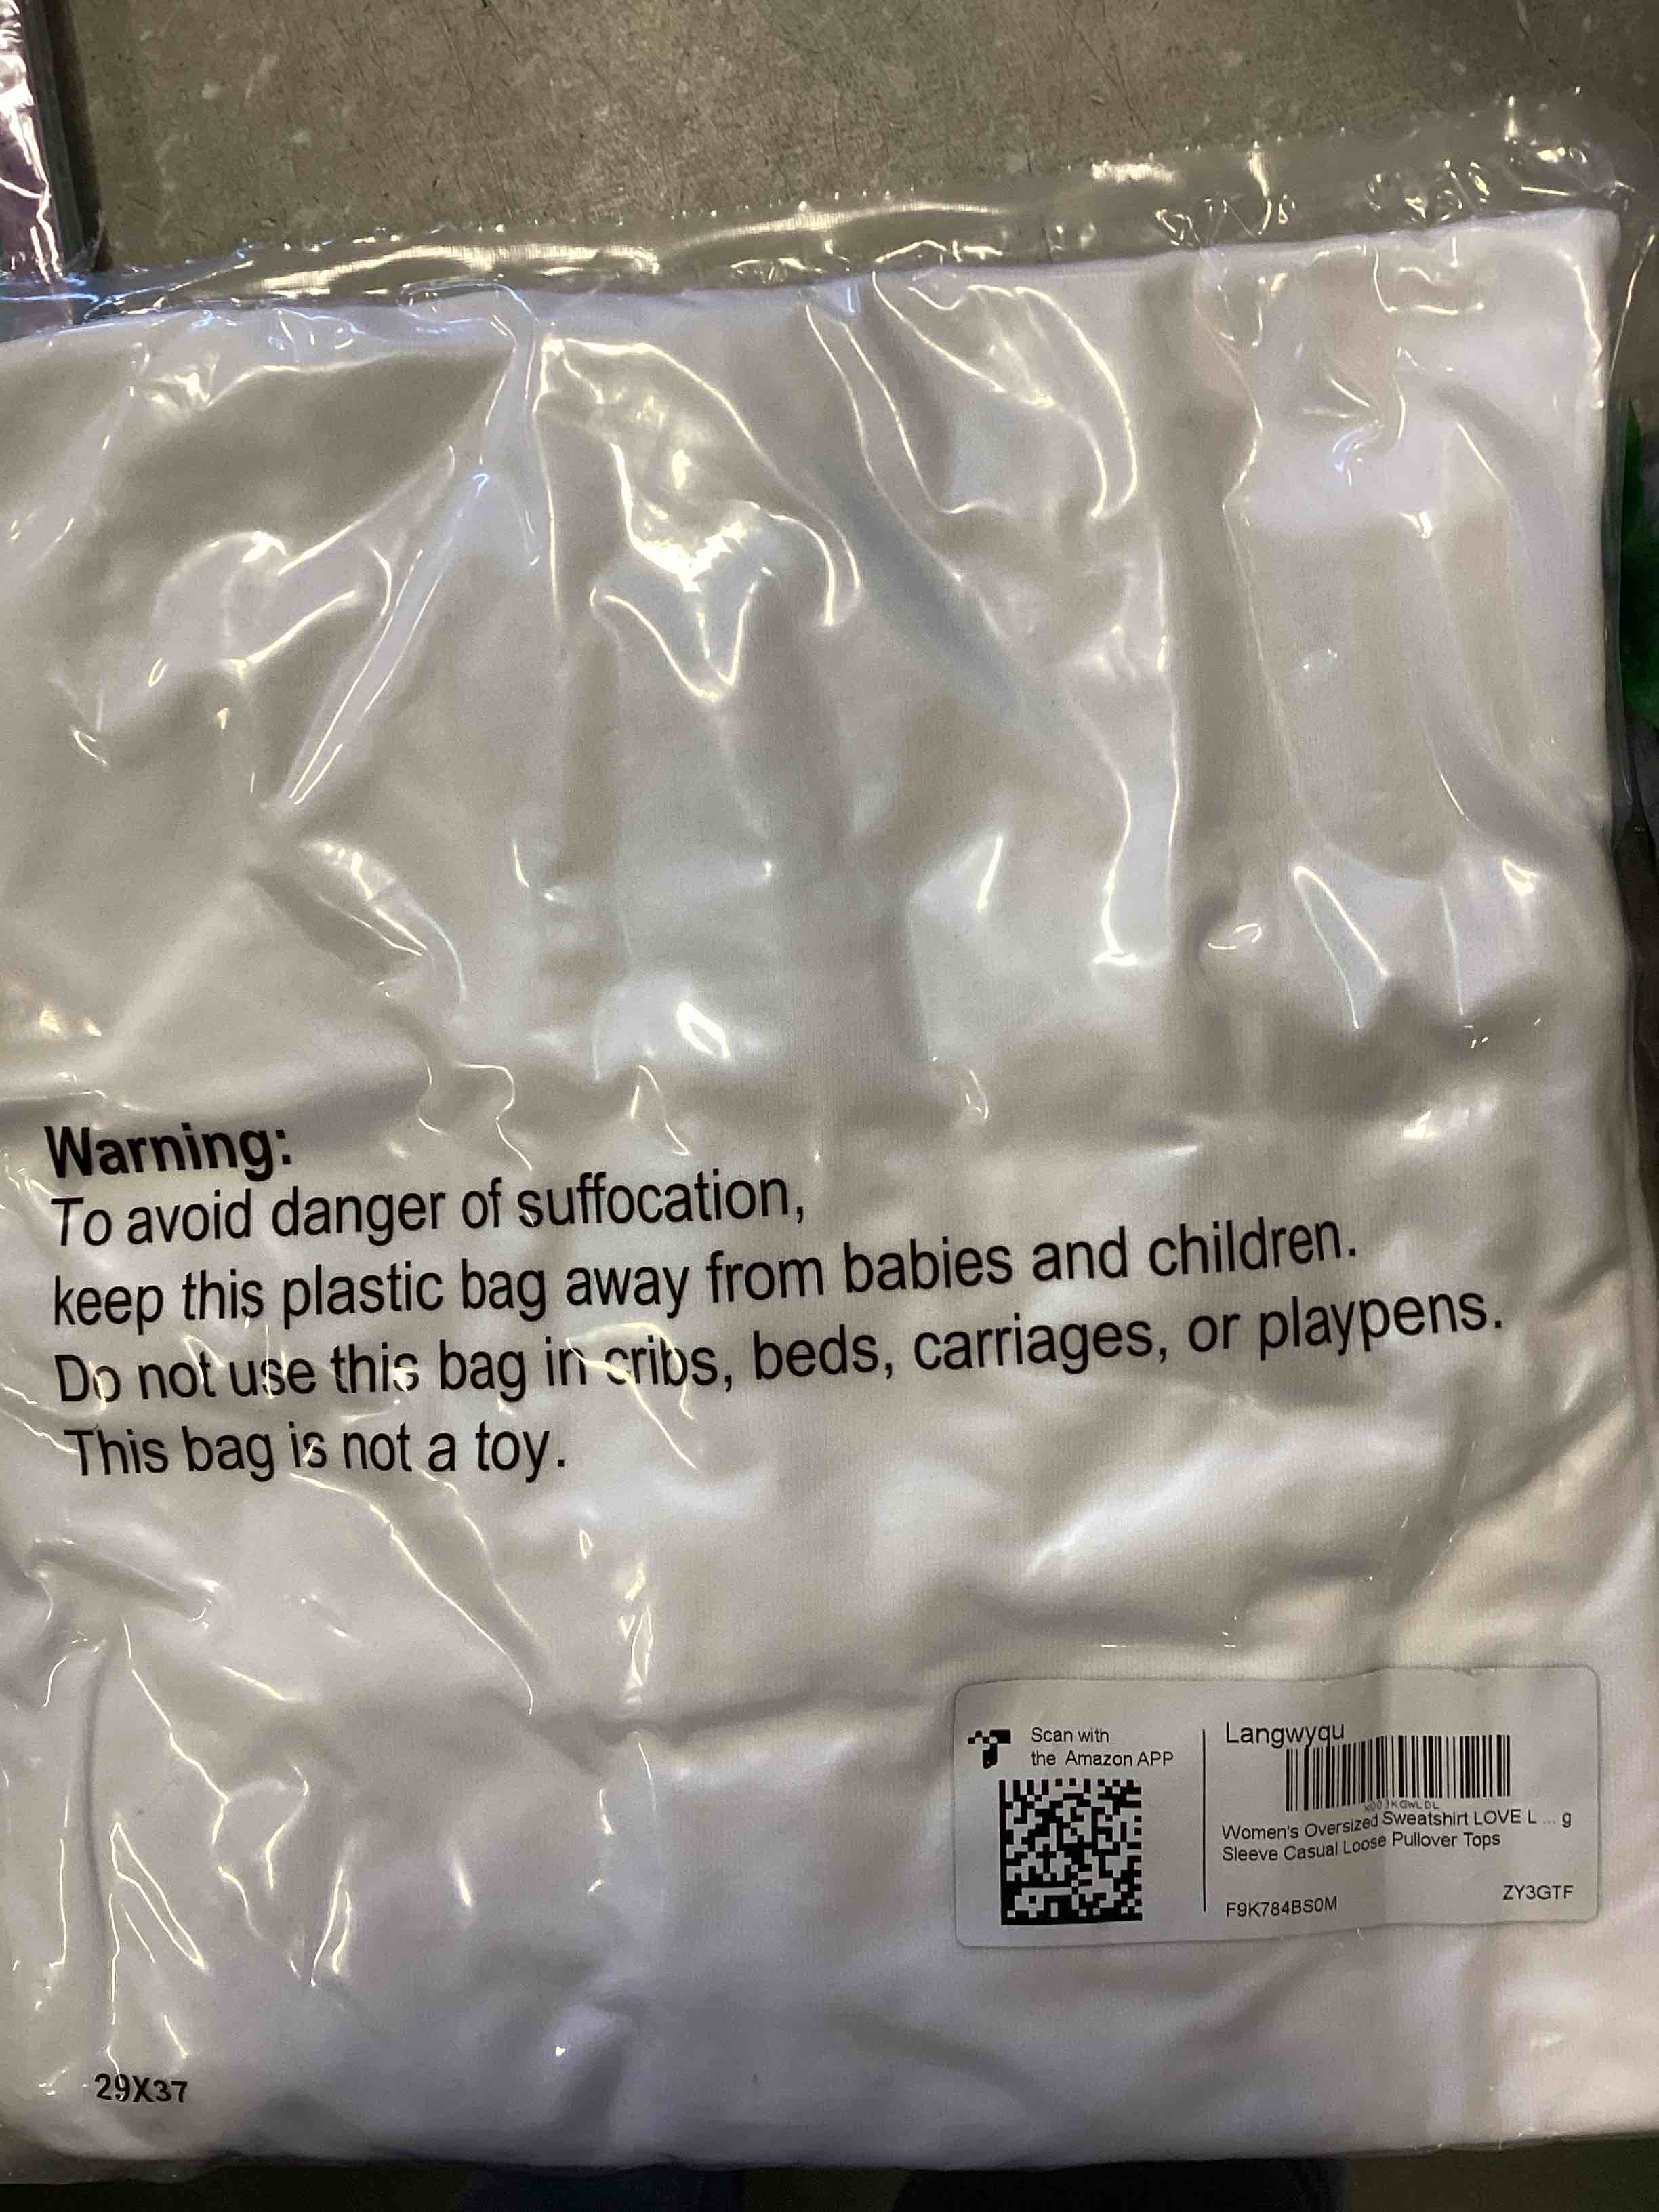 Warning:
To avoid danger of suffocation,
keep this plastic bag away from babies and children.
Do not use this bag in cribs, beds, carriages, or playpens.
This bag is not a toy.
Scan with
the Amazon APP
Langwyqu
Women's Oversized Sweatshirt LOVE L ... g
Sleeve Casual Loose Pullover Tops
F9K784BS0M
ZY3GTF
29X37